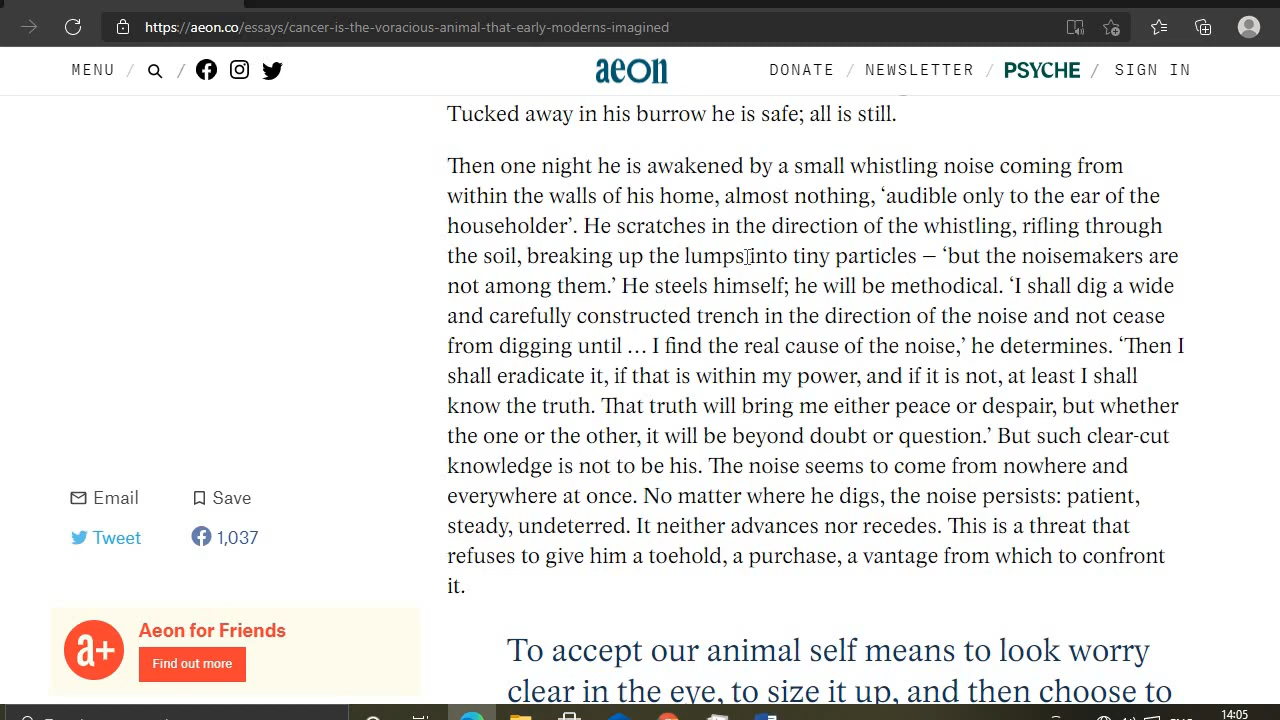 https://aeon.co/essays/cancer-is-the-voracious-animal-that-early-moderns-imagined
MENU / / aeon DONATE / NEWSLETTER / PSYCHE / SIGN IN
Tucked away in his burrow he is safe; all is still.
Then one night he is awakened by a small whistling noise coming from
within the walls of his home, almost nothing, ‘audible only to the ear of the
householder’. He scratches in the direction of the whistling, rifling through
the soil, breaking up the lumps into tiny particles – ‘but the noisemakers are
not among them.’ He steels himself; he will be methodical. ‘I shall dig a wide
and carefully constructed trench in the direction of the noise and not cease
from digging until … I find the real cause of the noise,’ he determines. ‘Then I
shall eradicate it, if that is within my power, and if it is not, at least I shall
know the truth. That truth will bring me either peace or despair, but whether
the one or the other, it will be beyond doubt or question.’ But such clear-cut
knowledge is not to be his. The noise seems to come from nowhere and
everywhere at once. No matter where he digs, the noise persists: patient,
steady, undeterred. It neither advances nor recedes. This is a threat that
refuses to give him a toehold, a purchase, a vantage from which to confront
it.
Email Save
Tweet 1,037
a+ Aeon for Friends
Find out more
To accept our animal self means to look worry
clear in the eye, to size it up, and then choose to
14:05